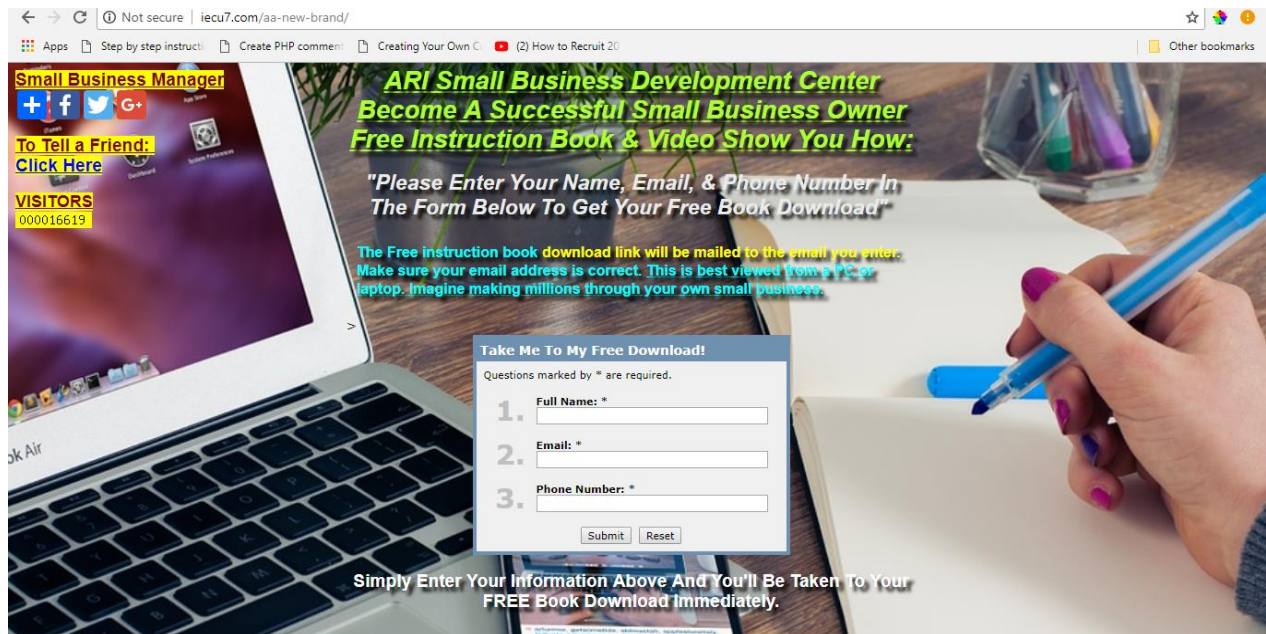 Not secure | iecu7.com/aa-new-brand/
Apps Step by step instructi Create PHP commen Creating Your Own C (2) How to Recruit 20 Other bookmarks
Small Business Manager
To Tell a Friend:
Click Here
VISITORS
000016619
ARI Small Business Development Center
Become A Successful Small Business Owner
Free Instruction Book & Video Show You How:
"Please Enter Your Name, Email, & Phone Number In
The Form Below To Get Your Free Book Download"
The Free instruction book download link will be mailed to the email you enter.
Make sure your email address is correct. This is best viewed from a PC or
laptop. Imagine making millions through your own small business.
>
Take Me To My Free Download!
Questions marked by * are required.
1. Full Name: *
2. Email: *
3. Phone Number: *
Submit Reset
Simply Enter Your Information Above And You'll Be Taken To Your
FREE Book Download Immediately.
ok Air